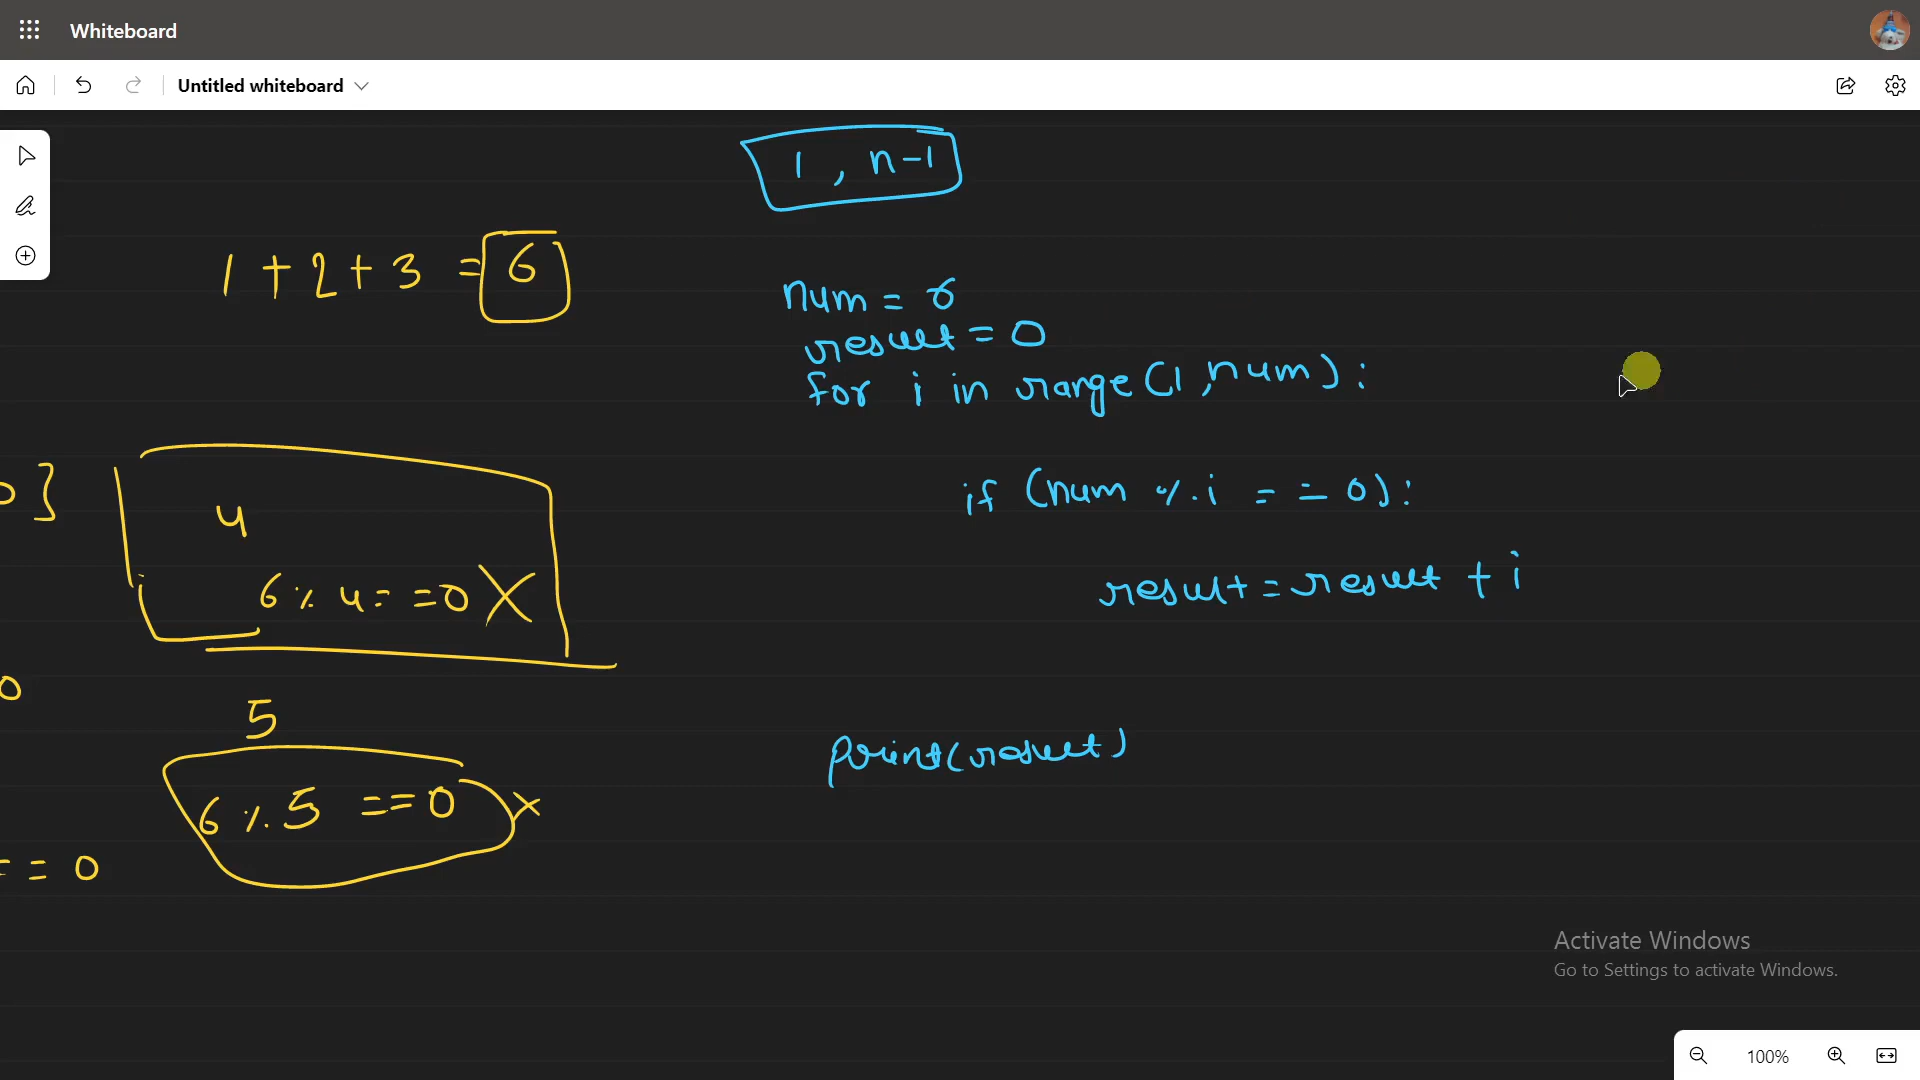 Whiteboard
Untitled whiteboard
1 , n-1
1 + 2 + 3 = 6
num = 6
result = 0
for i in range(1,num):
]
4
if (num % i == 0):
6 % 4 == 0 X
result = result + i
0
5
print(result)
6 % 5 == 0 x
= = 0
Activate Windows
Go to Settings to activate Windows.
100%